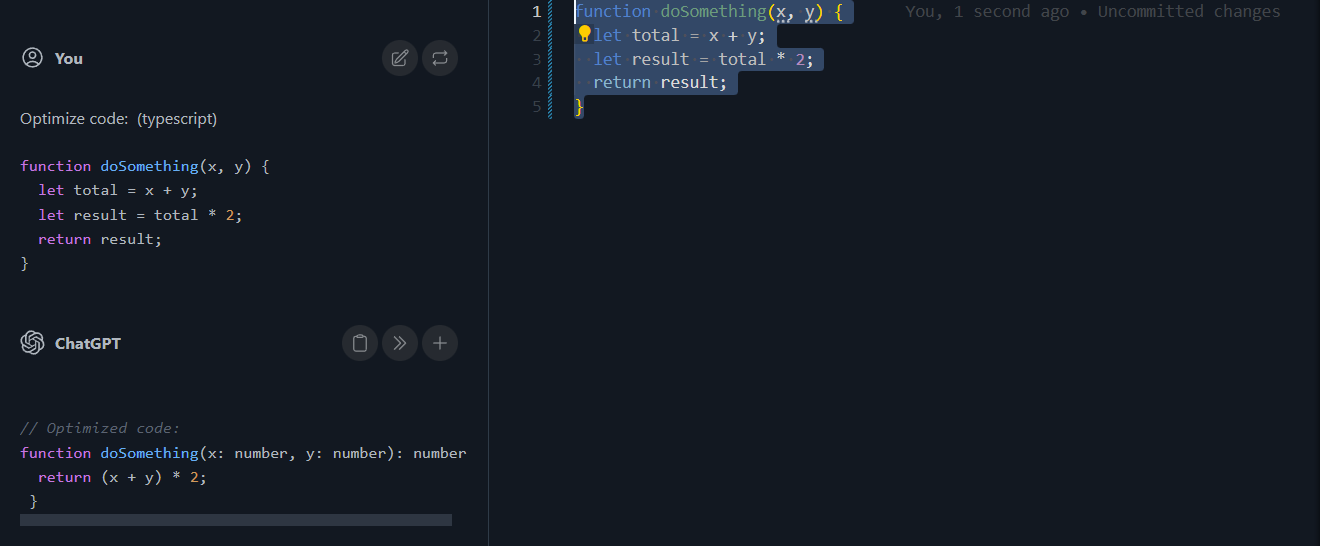 You
Optimize code:  (typescript)
function doSomething(x, y) {
  let total = x + y;
  let result = total * 2;
  return result;
}
ChatGPT
// Optimized code:
function doSomething(x: number, y: number): number
  return (x + y) * 2;
 }
1 function doSomething(x, y) { You, 1 second ago • Uncommitted changes
2   let total = x + y;
3   let result = total * 2;
4   return result;
5 }